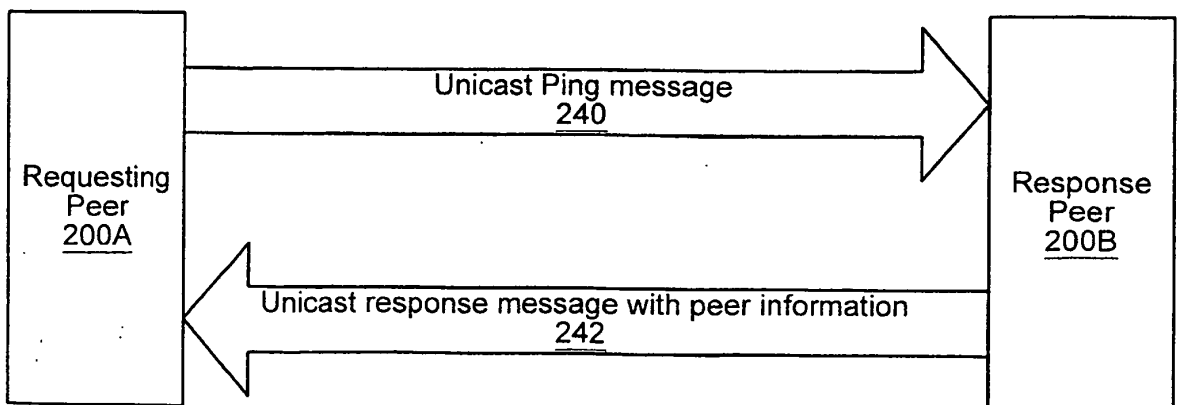 Unicast Ping message
240
Requesting
Peer
200A
Response
Peer
200B
Unicast response message with peer information
242